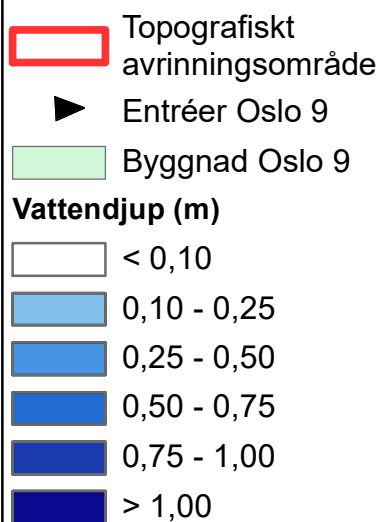 Topografiskt
avrinningsområde
Entréer Oslo 9
Byggnad Oslo 9
Vattendjup (m)
< 0,10
0,10 - 0,25
0,25 - 0,50
0,50 - 0,75
0,75 - 1,00
> 1,00